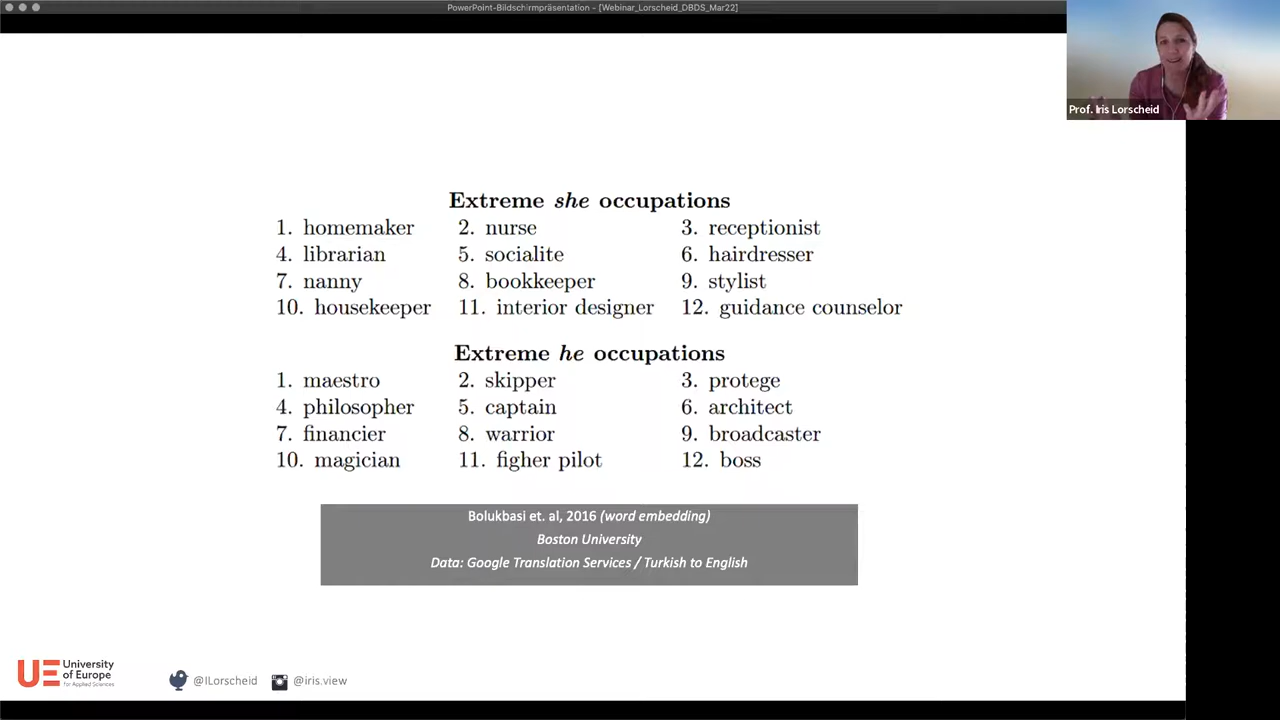 PowerPoint-Bildschirmpräsentation - [Webinar_Lorscheid_DBDS_Mar22]
Prof. Iris Lorscheid
Extreme she occupations
1. homemaker 2. nurse 3. receptionist
4. librarian 5. socialite 6. hairdresser
7. nanny 8. bookkeeper 9. stylist
10. housekeeper 11. interior designer 12. guidance counselor
Extreme he occupations
1. maestro 2. skipper 3. protege
4. philosopher 5. captain 6. architect
7. financier 8. warrior 9. broadcaster
10. magician 11. figher pilot 12. boss
Bolukbasi et. al, 2016 (word embedding)
Boston University
Data: Google Translation Services / Turkish to English
UE University
of Europe
for Applied Sciences
@ILorscheid @iris.view